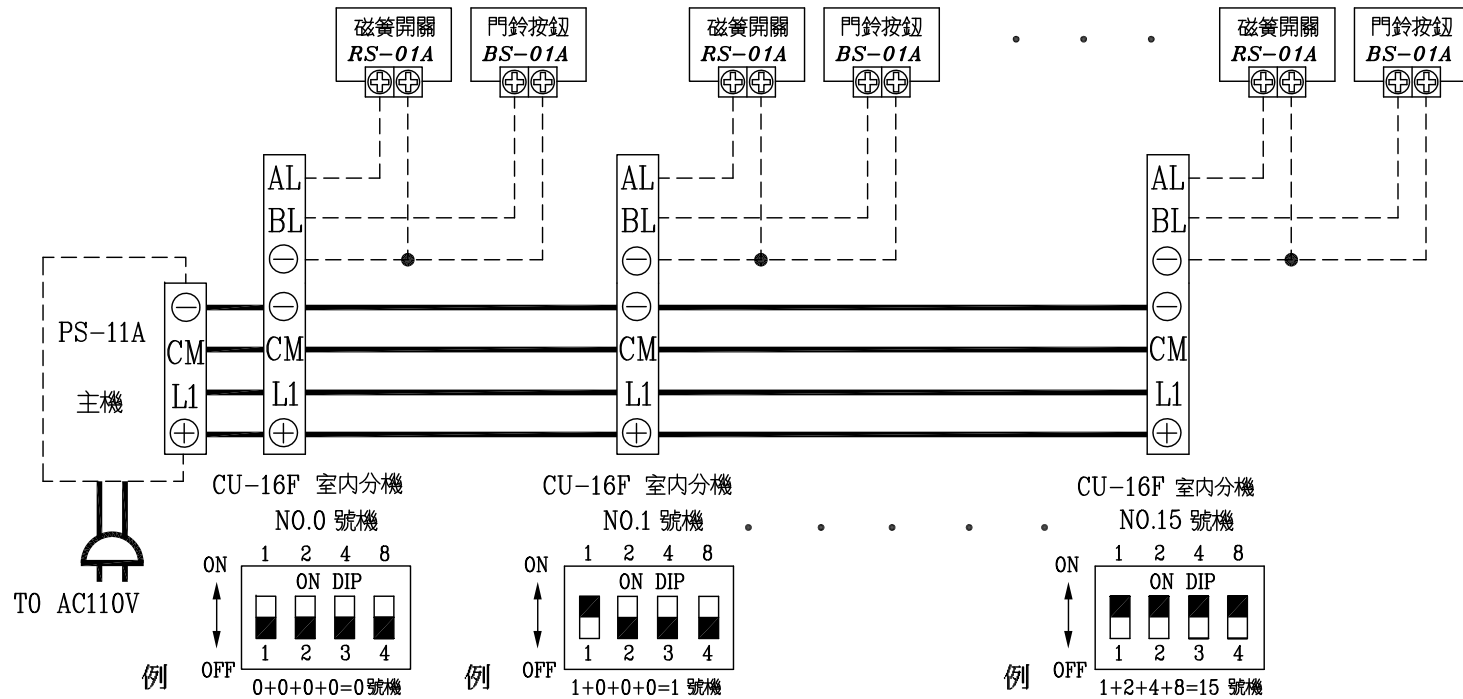 磁簧開關
RS-01A
門鈴按鈕
BS-01A
磁簧開關
RS-01A
門鈴按鈕
BS-01A
磁簧開關
RS-01A
門鈴按鈕
BS-01A
AL
BL
AL
BL
AL
BL
PS-11A
主機
CM
L1
CM
L1
CM
L1
CM
L1
TO AC110V
CU-16F 室內分機
NO.0 號機
CU-16F 室內分機
NO.1 號機
CU-16F 室內分機
NO.15 號機
ON
OFF
1 2 4 8
ON DIP
1 2 3 4
例
0+0+0+0=0號機
ON
OFF
1 2 4 8
ON DIP
1 2 3 4
例
1+0+0+0=1 號機
ON
OFF
1 2 4 8
ON DIP
1 2 3 4
例
1+2+4+8=15 號機